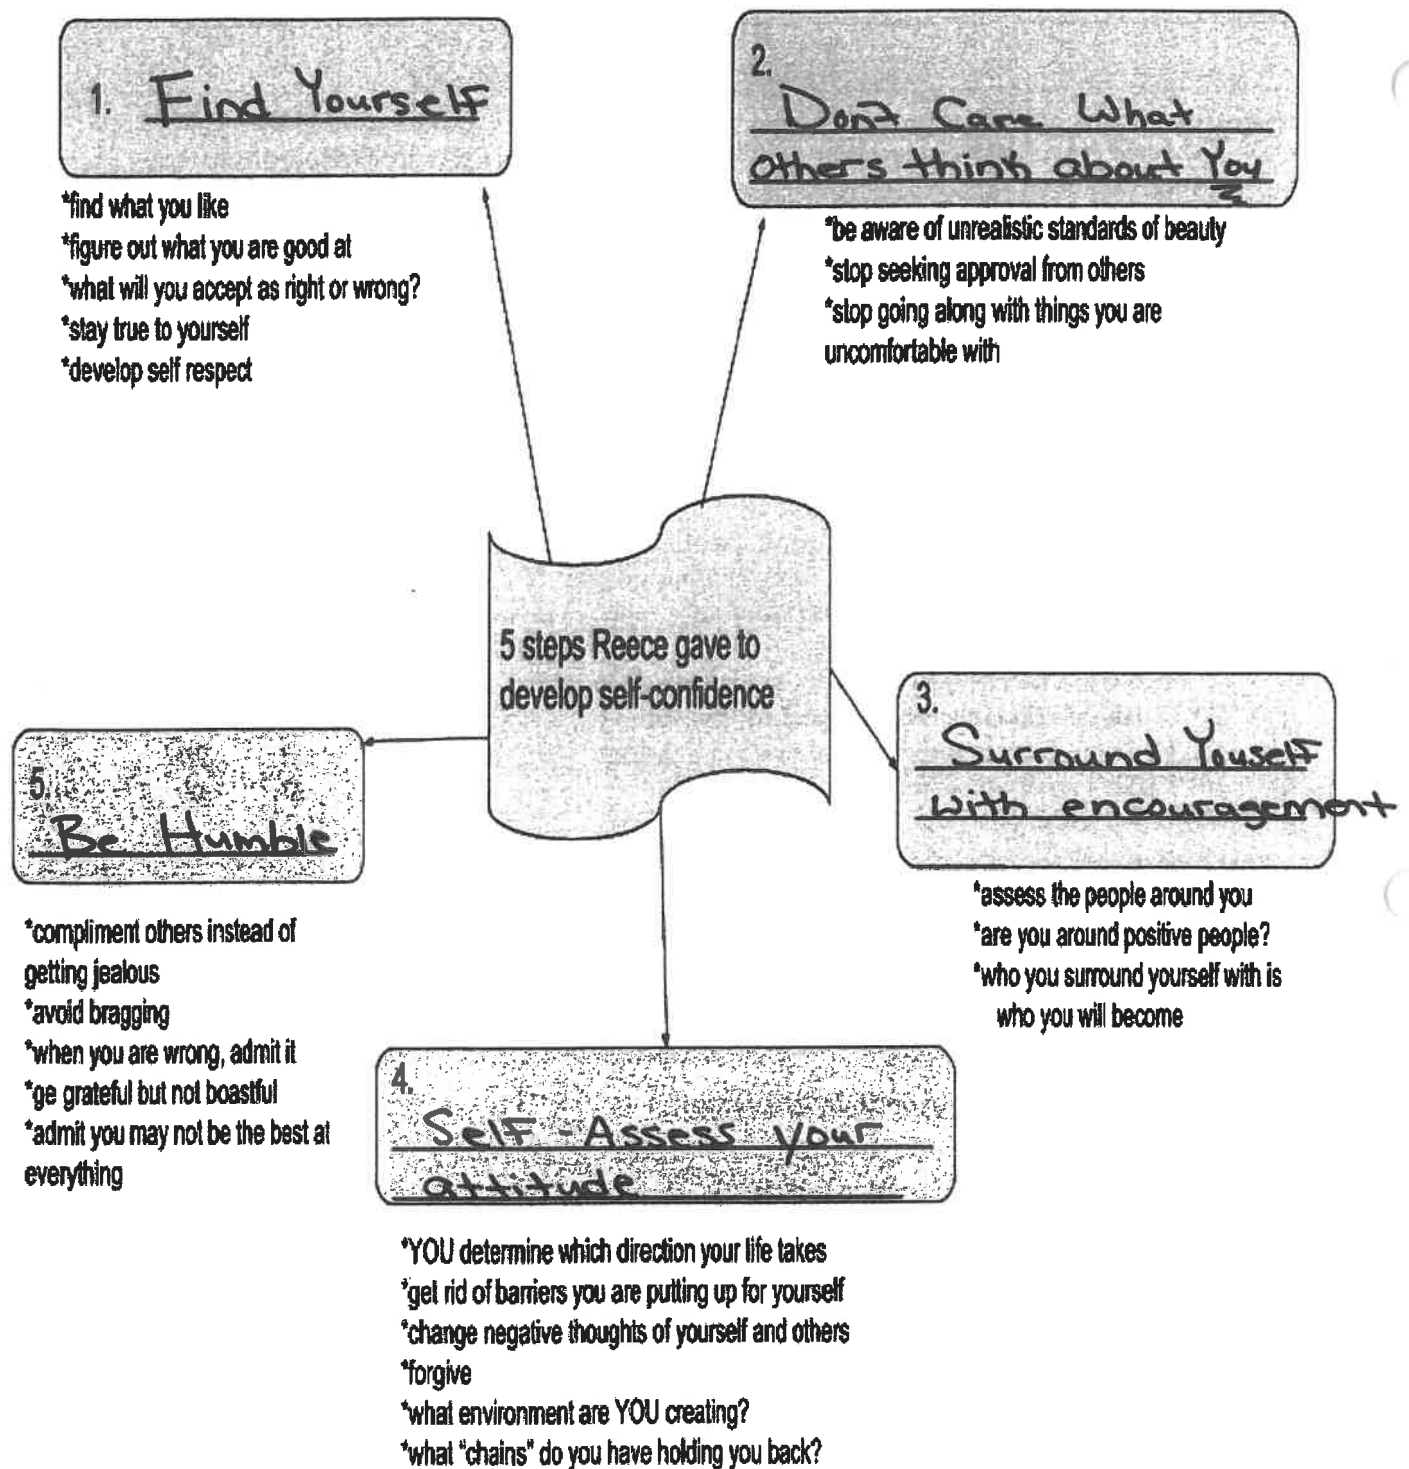 1. Find Yourself
*find what you like
*figure out what you are good at
*what will you accept as right or wrong?
*stay true to yourself
*develop self respect
2.
Don't Care What
others think about You
*be aware of unrealistic standards of beauty
*stop seeking approval from others
*stop going along with things you are
uncomfortable with
5 steps Reece gave to
develop self-confidence
3.
Surround Youself
with encouragement
*assess the people around you
*are you around positive people?
*who you surround yourself with is
who you will become
4.
Self-Assess your
attitude
*YOU determine which direction your life takes
*get rid of barriers you are putting up for yourself
*change negative thoughts of yourself and others
*forgive
*what environment are YOU creating?
*what "chains" do you have holding you back?
5.
Be Humble
*compliment others instead of
getting jealous
*avoid bragging
*when you are wrong, admit it
*ge grateful but not boastful
*admit you may not be the best at
everything